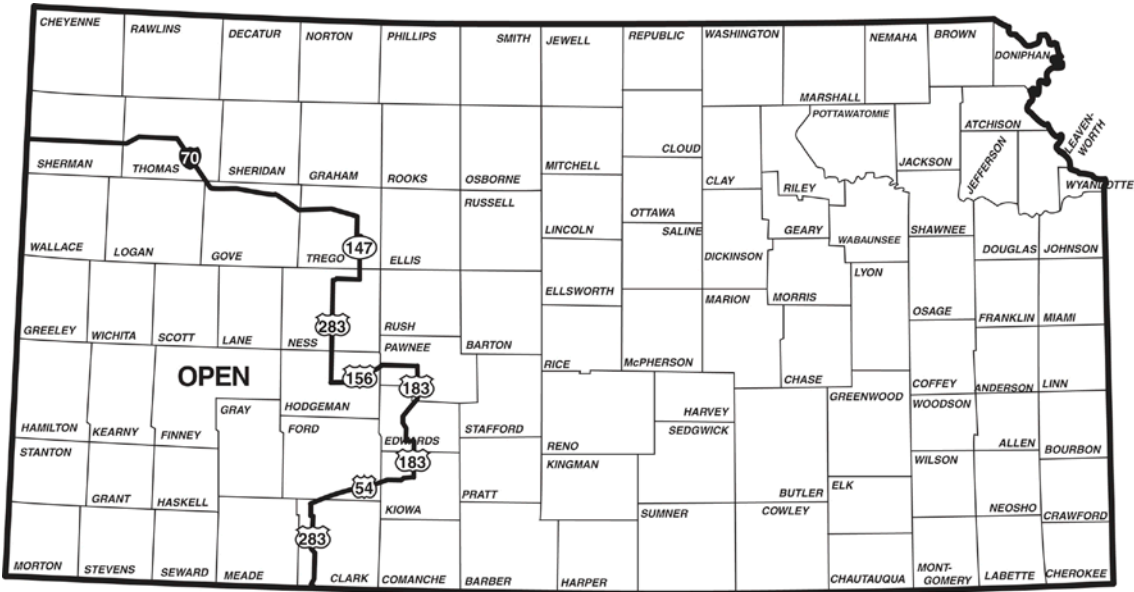 CHEYENNE
RAWLINS
DECATUR
NORTON
PHILLIPS
SMITH
JEWELL
REPUBLIC
WASHINGTON
MARSHALL
NEMAHA
BROWN
DONIPHAN
SHERMAN
THOMAS
70
SHERIDAN
GRAHAM
ROOKS
OSBORNE
MITCHELL
CLOUD
CLAY
RILEY
POTTAWATOMIE
JACKSON
ATCHISON
JEFFERSON
LEAVEN-
WORTH
WYANDOTTE
WALLACE
LOGAN
GOVE
TREGO
147
ELLIS
RUSSELL
LINCOLN
OTTAWA
SALINE
DICKINSON
GEARY
WABAUNSEE
SHAWNEE
DOUGLAS
JOHNSON
GREELEY
WICHITA
SCOTT
LANE
NESS
283
RUSH
BARTON
ELLSWORTH
RICE
McPHERSON
MARION
MORRIS
LYON
OSAGE
FRANKLIN
MIAMI
OPEN
156
PAWNEE
183
CHASE
GREENWOOD
COFFEY
ANDERSON
LINN
HAMILTON
KEARNY
FINNEY
GRAY
HODGEMAN
FORD
EDWARDS
STAFFORD
RENO
HARVEY
SEDGWICK
BUTLER
WOODSON
ALLEN
BOURBON
STANTON
GRANT
HASKELL
54
183
KIOWA
PRATT
KINGMAN
ELK
WILSON
NEOSHO
CRAWFORD
MORTON
STEVENS
SEWARD
MEADE
283
CLARK
COMANCHE
BARBER
HARPER
SUMNER
COWLEY
CHAUTAUQUA
MONT-
GOMERY
LABETTE
CHEROKEE